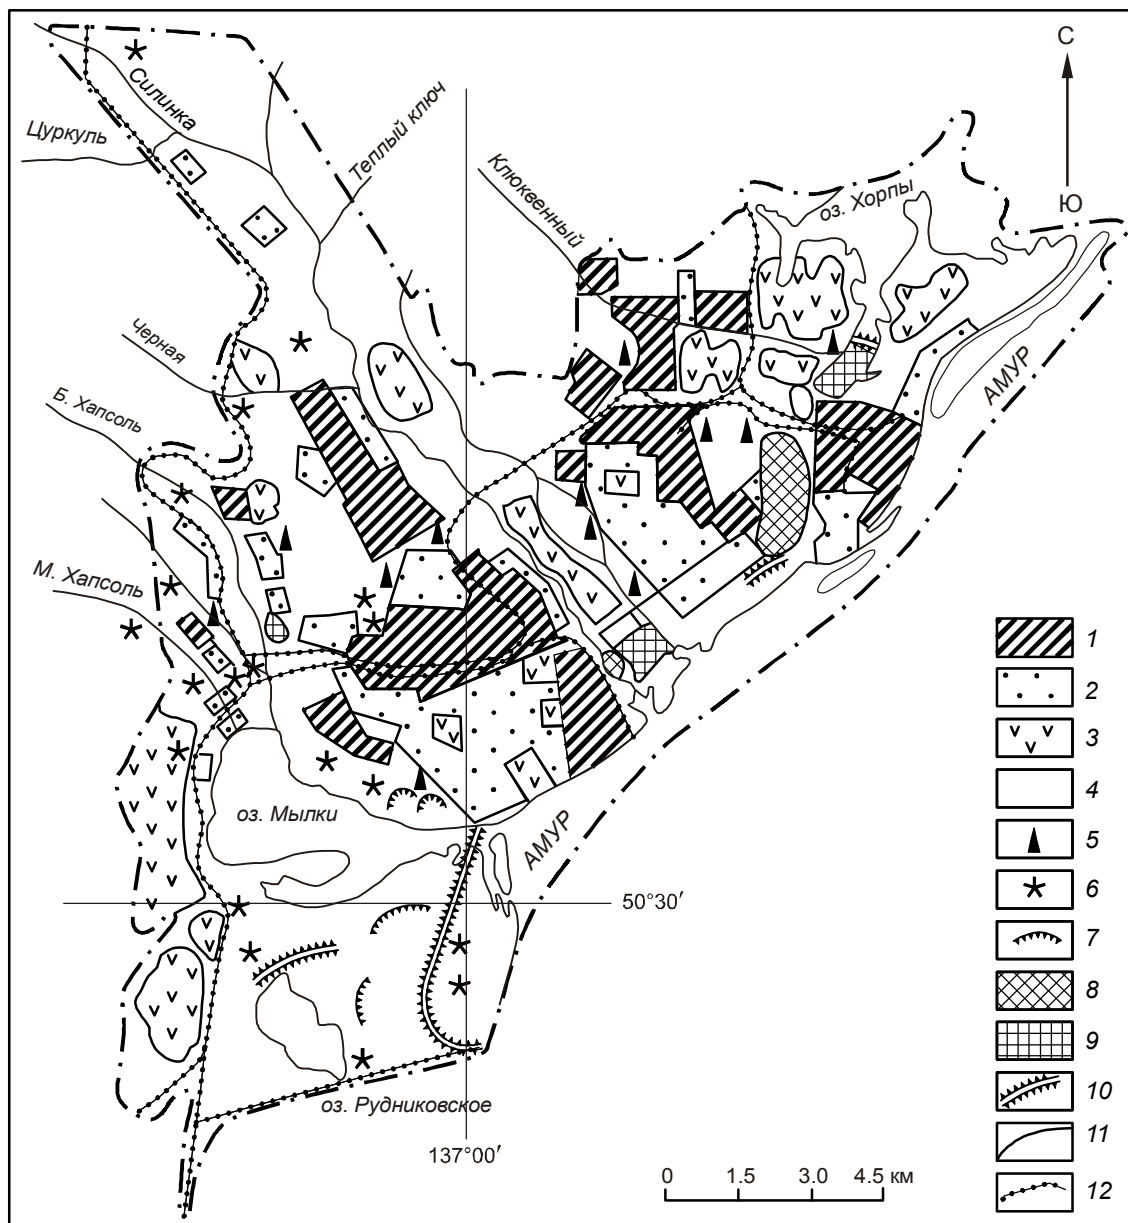 С
Ю
Силинка
Цуркуль
Теплый ключ
Клюквенный
оз. Хорпы
Черная
Б. Хапсоль
М. Хапсоль
АМУР
оз. Мылки
АМУР
50°30′
оз. Рудниковское
137°00′
0 1.5 3.0 4.5 км
1
2
3
4
5
6
7
8
9
10
11
12